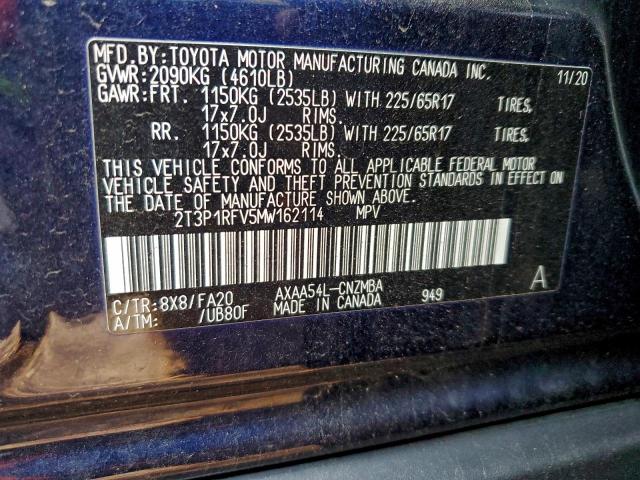 MFD.BY:TOYOTA MOTOR MANUFACTURING CANADA INC. 11/20
GVWR:2090KG (4610LB)
GAWR:FRT. 1150KG (2535LB) WITH 225/65R17 TIRES,
17x7.0J RIMS.
RR. 1150KG (2535LB) WITH 225/65R17 TIRES,
17x7.0J RIMS.
THIS VEHICLE CONFORMS TO ALL APPLICABLE FEDERAL MOTOR
VEHICLE SAFETY AND THEFT PREVENTION STANDARDS IN EFFECT ON
THE DATE OF MANUFACTURE SHOWN ABOVE.
2T3P1RFV5MW162114 MPV
C/TR:8X8/FA20 AXAA54L-CNZMBA 949 A
A/TM: /UB80F MADE IN CANADA